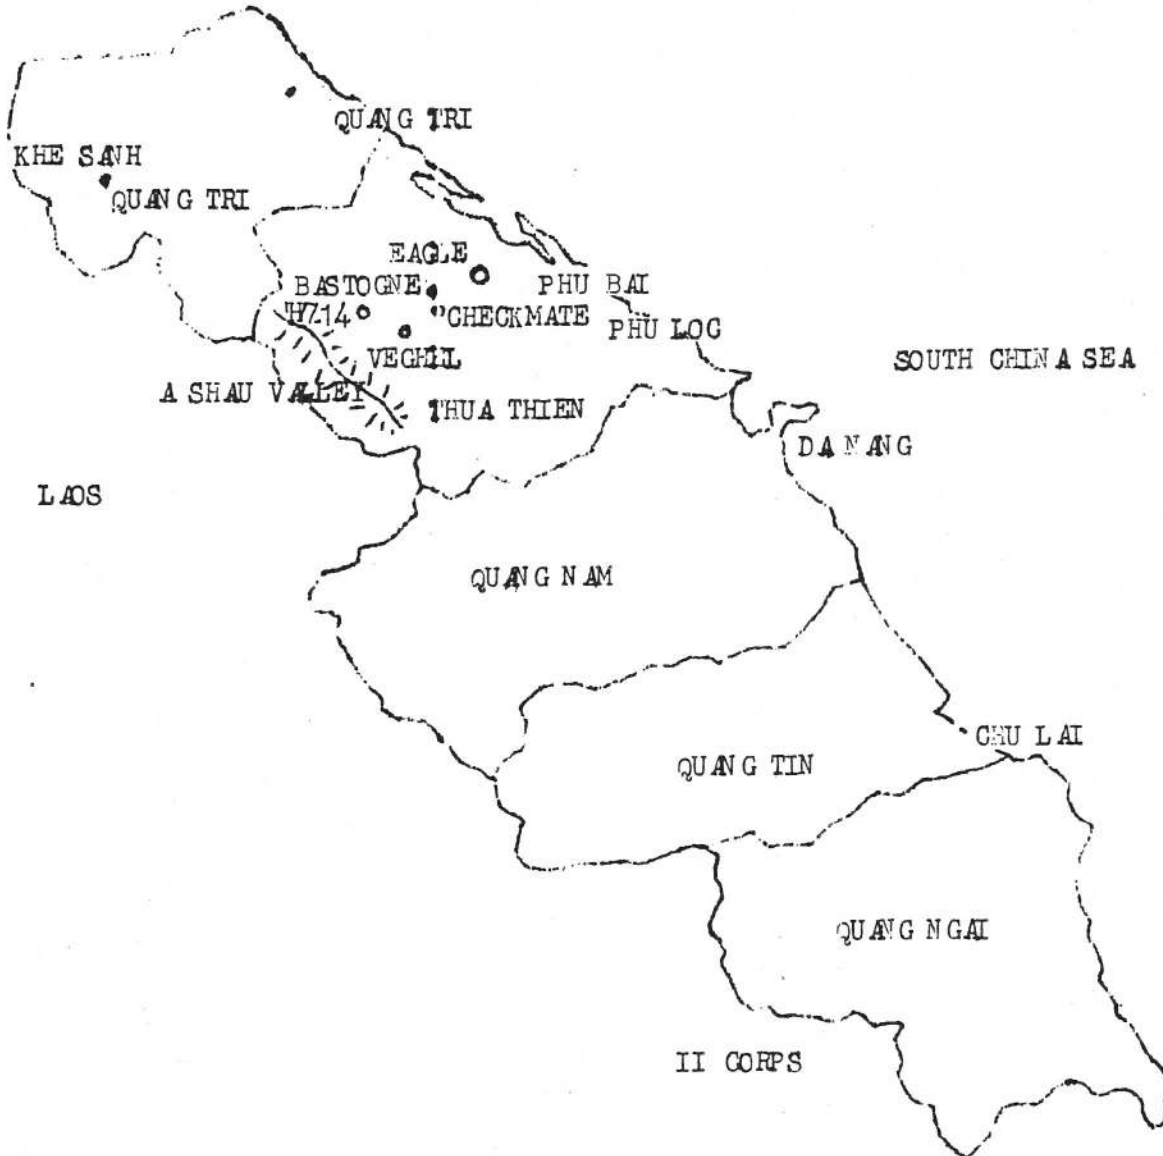 QUANG TRI
KHE SANH
QUANG TRI
EAGLE
BASTOGNE
PHU BAI
H714
CHECKMATE
PHU LOC
VEGHEL
SOUTH CHINA SEA
A SHAU VALLEY
THUA THIEN
DA NANG
LAOS
QUANG NAM
CHU LAI
QUANG TIN
QUANG NGAI
II CORPS